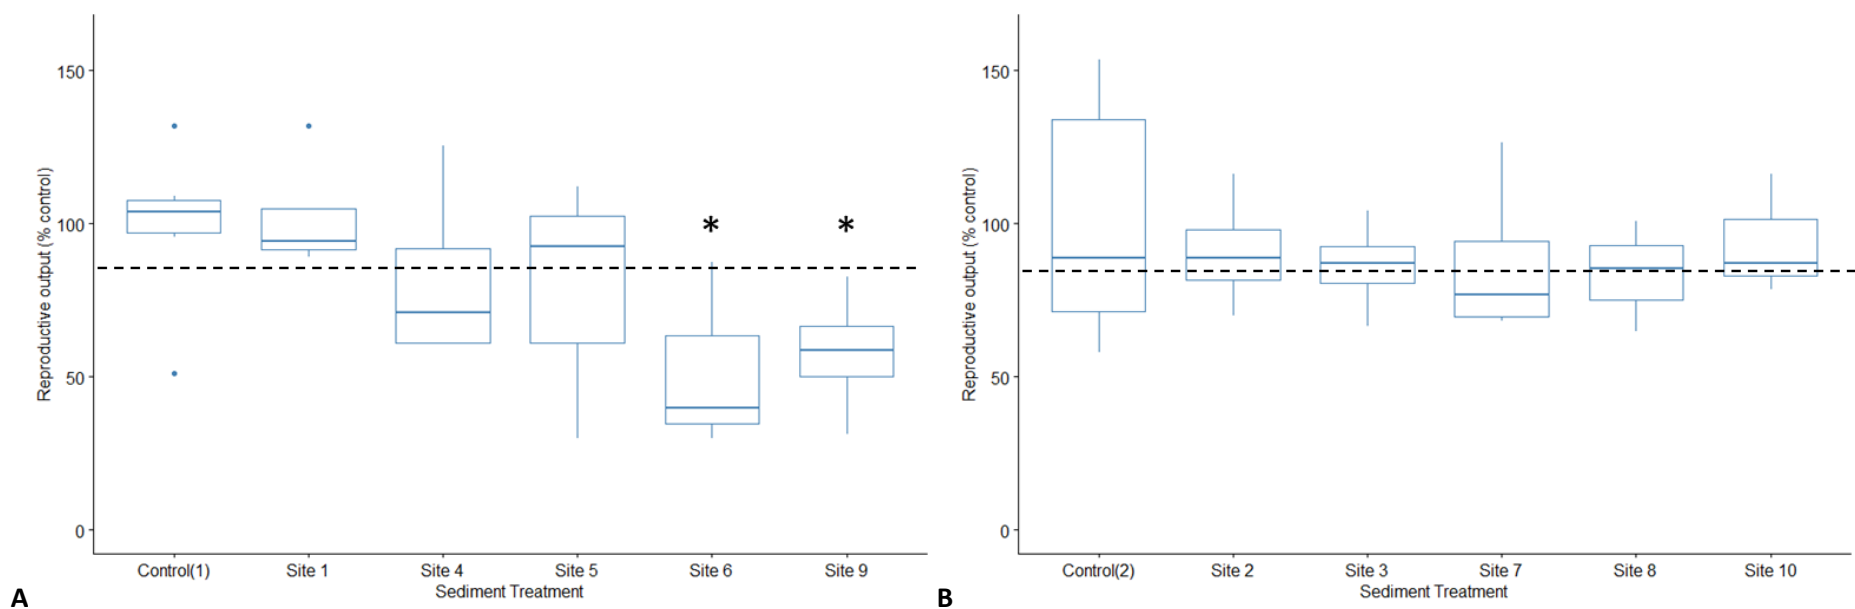 150
100
50
0
Reproductive output (% control)
* *
Control(1) Site 1 Site 4 Site 5 Site 6 Site 9
Sediment Treatment
A
150
100
50
0
Reproductive output (% control)
Control(2) Site 2 Site 3 Site 7 Site 8 Site 10
Sediment Treatment
B